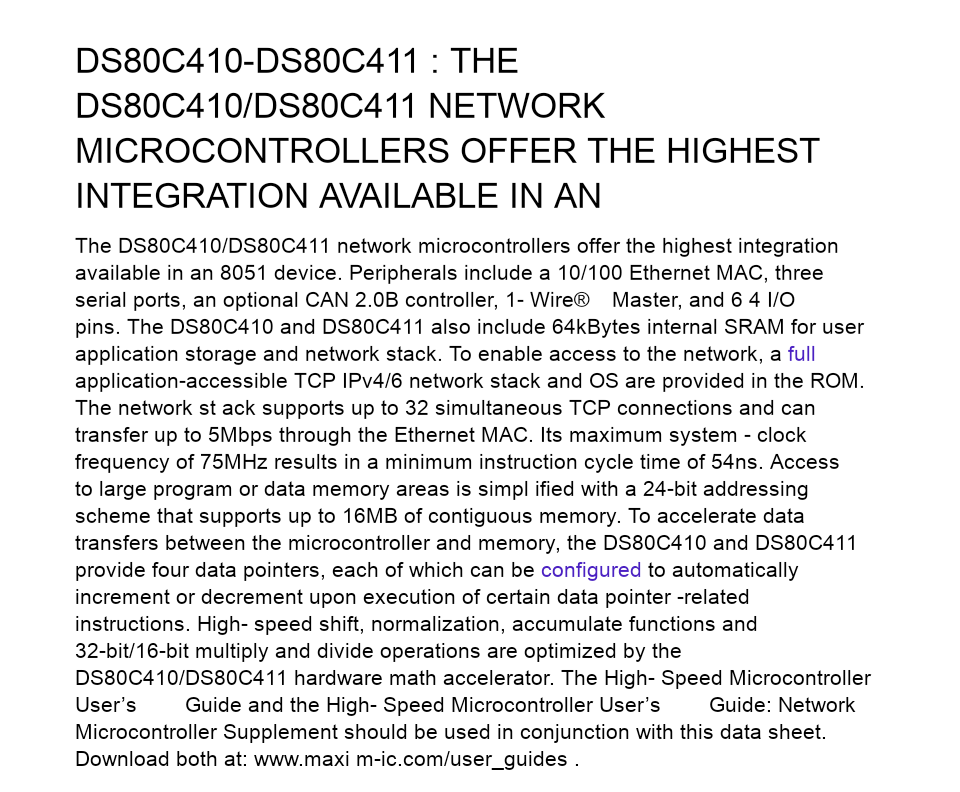 DS80C410-DS80C411 : THE
DS80C410/DS80C411 NETWORK
MICROCONTROLLERS OFFER THE HIGHEST
INTEGRATION AVAILABLE IN AN
The DS80C410/DS80C411 network microcontrollers offer the highest integration
available in an 8051 device. Peripherals include a 10/100 Ethernet MAC, three
serial ports, an optional CAN 2.0B controller, 1- Wire®    Master, and 6 4 I/O
pins. The DS80C410 and DS80C411 also include 64kBytes internal SRAM for user
application storage and network stack. To enable access to the network, a full
application-accessible TCP IPv4/6 network stack and OS are provided in the ROM.
The network st ack supports up to 32 simultaneous TCP connections and can
transfer up to 5Mbps through the Ethernet MAC. Its maximum system - clock
frequency of 75MHz results in a minimum instruction cycle time of 54ns. Access
to large program or data memory areas is simpl ified with a 24-bit addressing
scheme that supports up to 16MB of contiguous memory. To accelerate data
transfers between the microcontroller and memory, the DS80C410 and DS80C411
provide four data pointers, each of which can be configured to automatically
increment or decrement upon execution of certain data pointer -related
instructions. High- speed shift, normalization, accumulate functions and
32-bit/16-bit multiply and divide operations are optimized by the
DS80C410/DS80C411 hardware math accelerator. The High- Speed Microcontroller
User’s        Guide and the High- Speed Microcontroller User’s        Guide: Network
Microcontroller Supplement should be used in conjunction with this data sheet.
Download both at: www.maxi m-ic.com/user_guides .